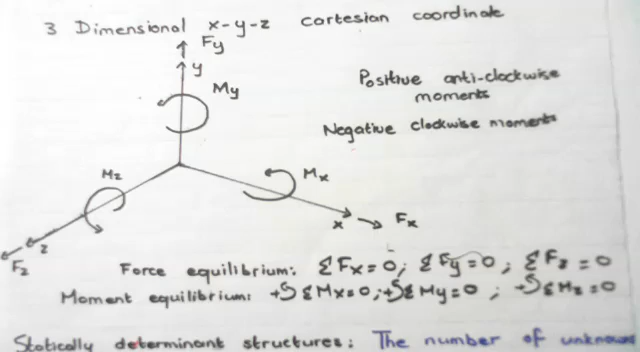 3 Dimensional x-y-z cartesian coordinate
Fy
y
My
Positive anti-clockwise
moments
Negative clockwise moments
Mz
Mx
x
Fx
z
Fz
Force equilibrium: ΣFx=0; ΣFy=0; ΣFz=0
Moment equilibrium: +↺ΣMx=0; +↺ΣMy=0; +↺ΣMz=0
Statically determinant structures: The number of unknown